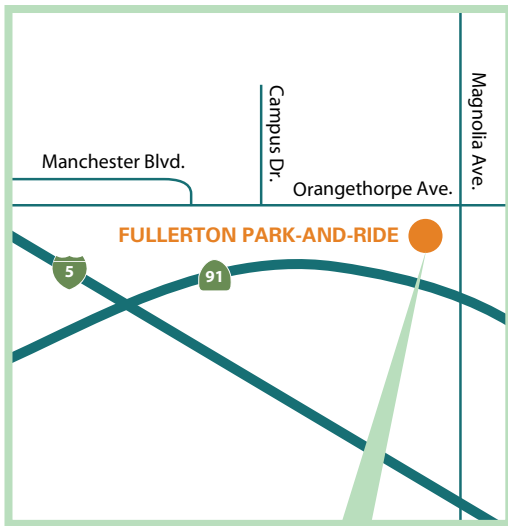 Magnolia Ave.
Campus Dr.
Manchester Blvd.
Orangethorpe Ave.
FULLERTON PARK-AND-RIDE
5
91